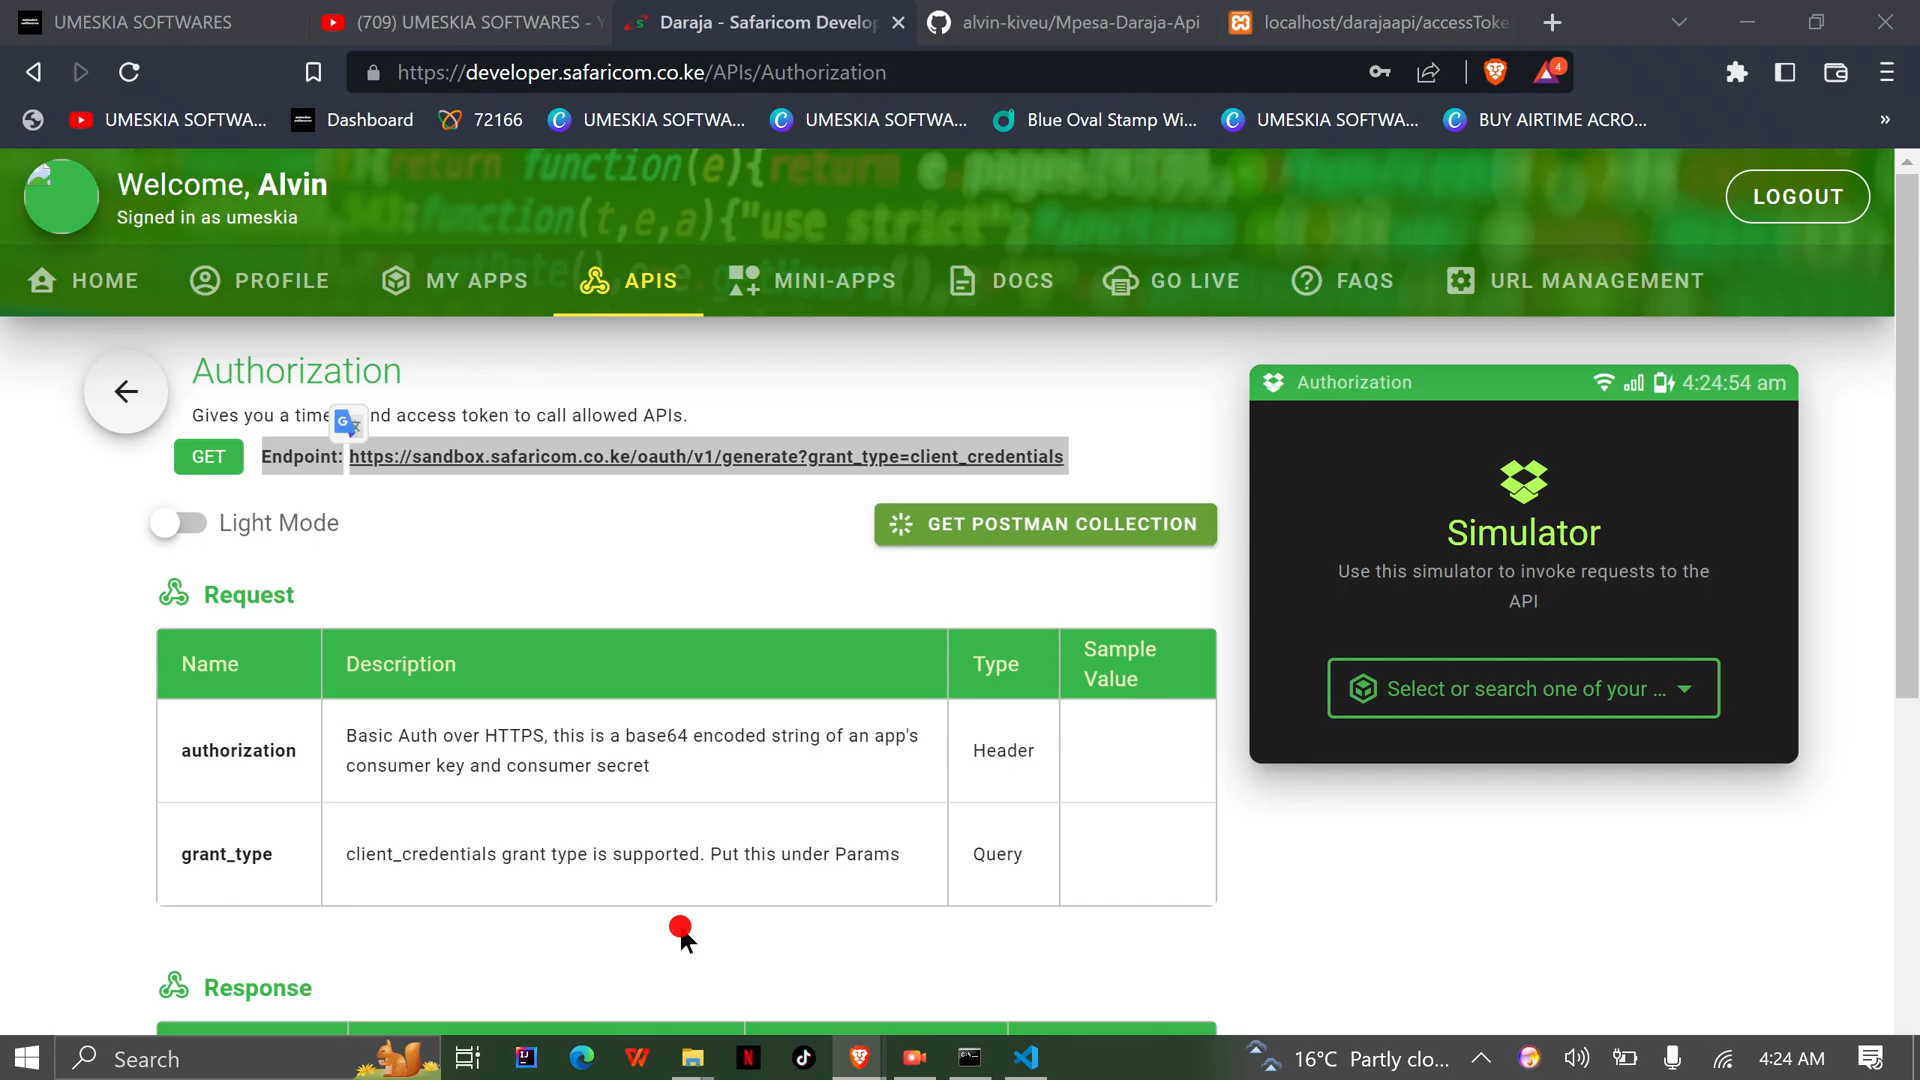 UMESKIA SOFTWARES
(709) UMESKIA SOFTWARES - Y
Daraja - Safaricom Develop
alvin-kiveu/Mpesa-Daraja-Api
localhost/darajaapi/accessToke
https://developer.safaricom.co.ke/APIs/Authorization
4
UMESKIA SOFTWA...
Dashboard
72166
UMESKIA SOFTWA...
UMESKIA SOFTWA...
Blue Oval Stamp Wi...
UMESKIA SOFTWA...
BUY AIRTIME ACRO...
Welcome, Alvin
Signed in as umeskia
LOGOUT
HOME
PROFILE
MY APPS
APIS
MINI-APPS
DOCS
GO LIVE
FAQS
URL MANAGEMENT
Authorization
Gives you a time nd access token to call allowed APIs.
GET
Endpoint: https://sandbox.safaricom.co.ke/oauth/v1/generate?grant_type=client_credentials
Light Mode
GET POSTMAN COLLECTION
Request
Name
Description
Type
Sample Value
authorization
Basic Auth over HTTPS, this is a base64 encoded string of an app's
consumer key and consumer secret
Header
grant_type
client_credentials grant type is supported. Put this under Params
Query
Response
Authorization
4:24:54 am
Simulator
Use this simulator to invoke requests to the
API
Select or search one of your ...
Search
16°C Partly clo...
4:24 AM